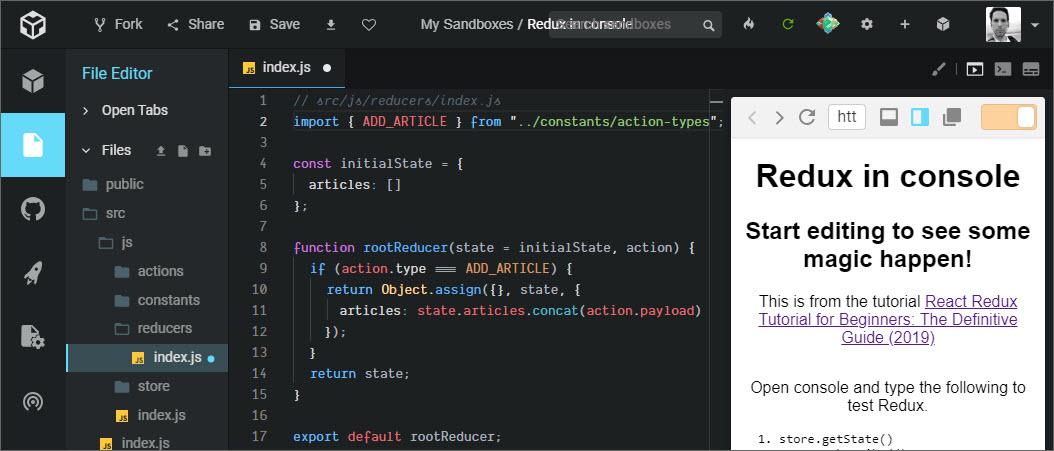 Fork Share Save My Sandboxes / Redux in console
File Editor
index.js
Open Tabs
Files
public
src
js
actions
constants
reducers
index.js
store
index.js
index.js
1 // src/js/reducers/index.js
2 import { ADD_ARTICLE } from "../constants/action-types";
3
4 const initialState = {
5 articles: []
6 };
7
8 function rootReducer(state = initialState, action) {
9 if (action.type === ADD_ARTICLE) {
10 return Object.assign({}, state, {
11 articles: state.articles.concat(action.payload)
12 });
13 }
14 return state;
15 }
16
17 export default rootReducer;
htt
Redux in console
Start editing to see some
magic happen!
This is from the tutorial React Redux
Tutorial for Beginners: The Definitive
Guide (2019)
Open console and type the following to
test Redux.
1. store.getState()